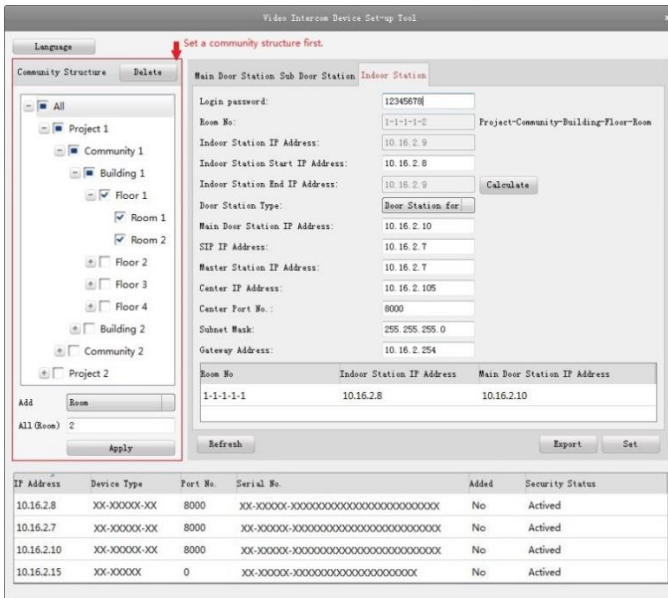 Video Intercom Device Set-up Tool
Language
Set a community structure first.
Community Structure Delete
All
Project 1
Community 1
Building 1
Floor 1
Room 1
Room 2
Floor 2
Floor 3
Floor 4
Building 2
Community 2
Project 2
Add Room
All(Room) 2
Apply
Main Door Station Sub Door Station Indoor Station
Login password: 12345678
Room No: 1-1-1-1-2 Project-Community-Building-Floor-Room
Indoor Station IP Address: 10.16.2.9
Indoor Station Start IP Address: 10.16.2.8
Indoor Station End IP Address: 10.16.2.9 Calculate
Door Station Type: Door Station for
Main Door Station IP Address: 10.16.2.10
SIP IP Address: 10.16.2.7
Master Station IP Address: 10.16.2.7
Center IP Address: 10.16.2.105
Center Port No.: 8000
Subnet Mask: 255.255.255.0
Gateway Address: 10.16.2.254
Room No Indoor Station IP Address Main Door Station IP Address
1-1-1-1-1 10.16.2.8 10.16.2.10
Refresh Export Set
IP Address Device Type Port No. Serial No. Added Security Status
10.16.2.8 XX-XXXXX-XX 8000 XX-XXXXX-XXXXXXXXXXXXXXXXXXXXXXX No Actived
10.16.2.7 XX-XXXXX-XX 8000 XX-XXXXX-XXXXXXXXXXXXXXXXXXXXXXX No Actived
10.16.2.10 XX-XXXXX-XX 8000 XX-XXXXX-XXXXXXXXXXXXXXXXXXXXXXX No Actived
10.16.2.15 XX-XXXXX 0 XX-XXXXX-XXXXXXXXXXXXXXXXXXXX No Actived